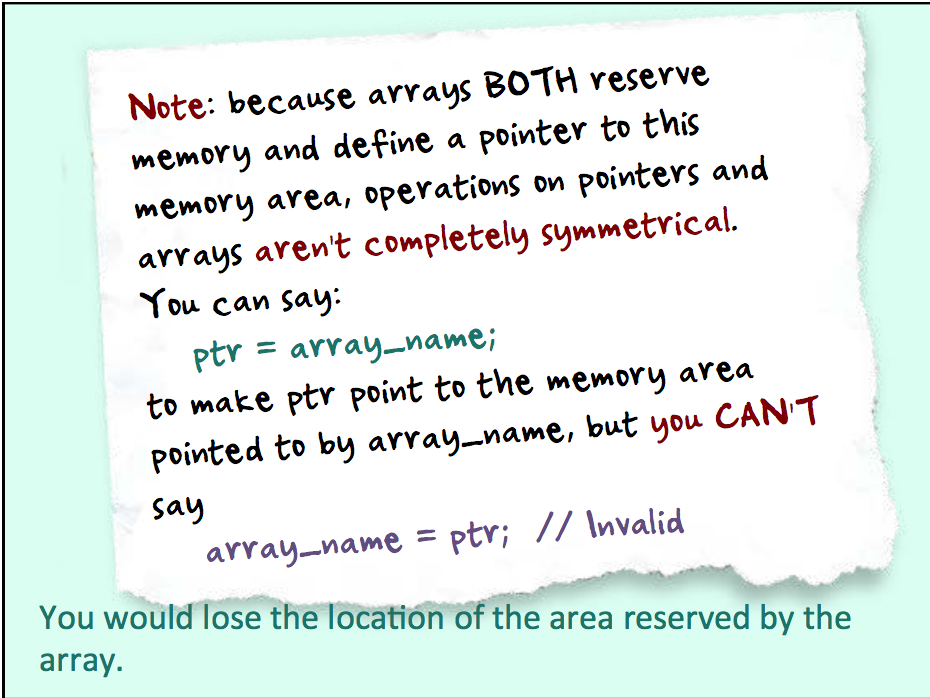 Note: because arrays BOTH reserve
memory and define a pointer to this
memory area, operations on pointers and
arrays aren't completely symmetrical.
You can say:
ptr = array_name;
to make ptr point to the memory area
pointed to by array_name, but you CAN'T
say
array_name = ptr; // Invalid
You would lose the location of the area reserved by the
array.